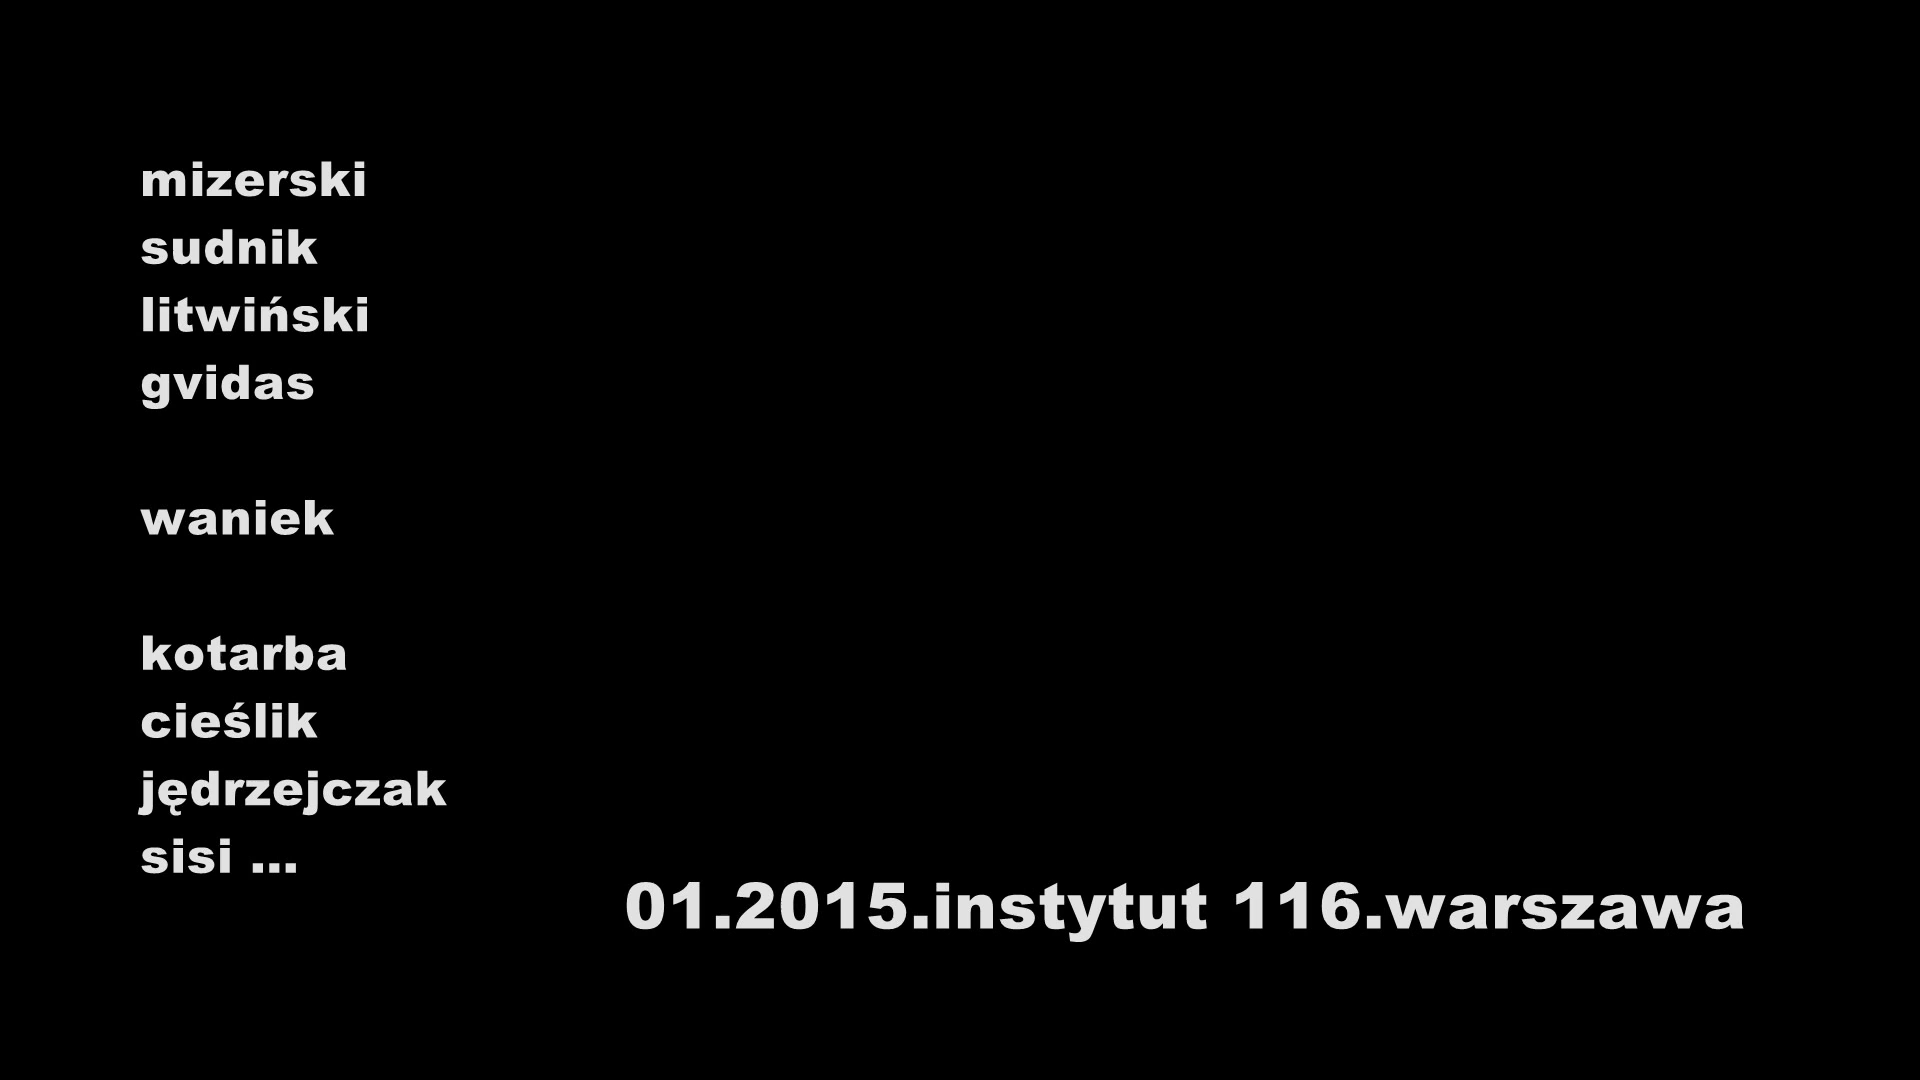 mizerski
sudnik
litwiński
gvidas
waniek
kotarba
cieślik
jędrzejczak
sisi ...
01.2015.instytut 116.warszawa